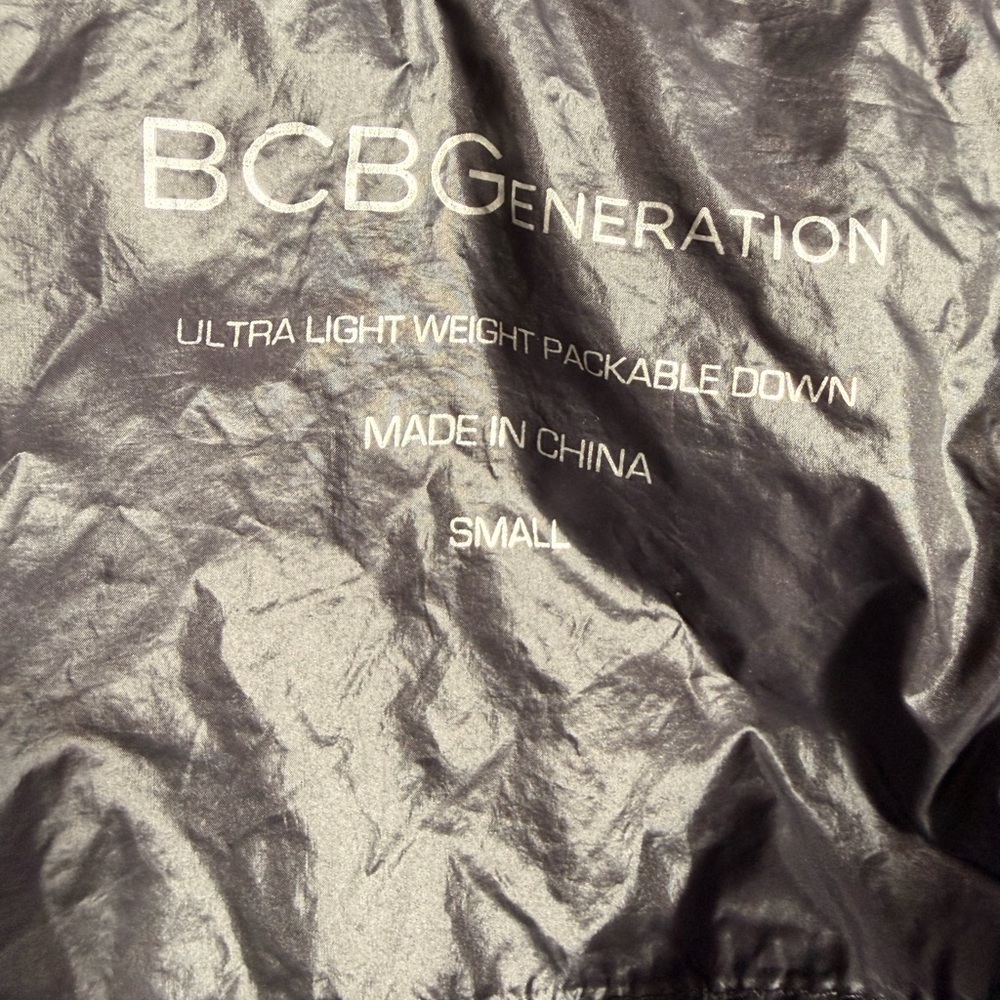 BCBGENERATION
ULTRA LIGHT WEIGHT PACKABLE DOWN
MADE IN CHINA
SMALL